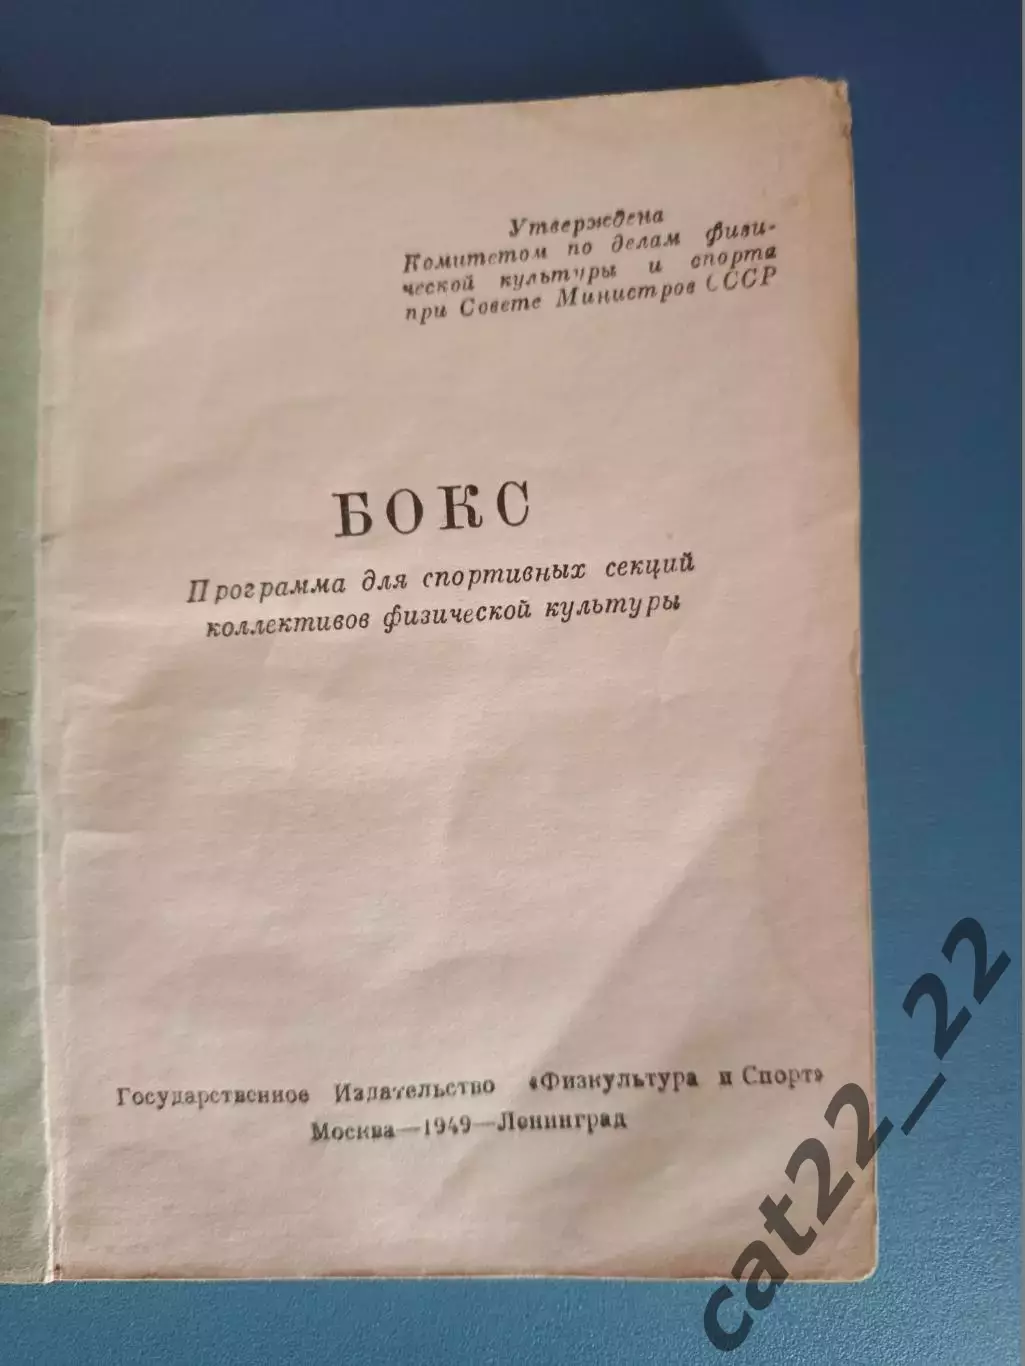 Утверждена
Комитетом по делам физи-
ческой культуры и спорта
при Совете Министров СССР
БОКС
Программа для спортивных секций
коллективов физической культуры
Государственное Издательство «Физкультура и Спорт»
Москва—1949—Ленинград
cat22_22